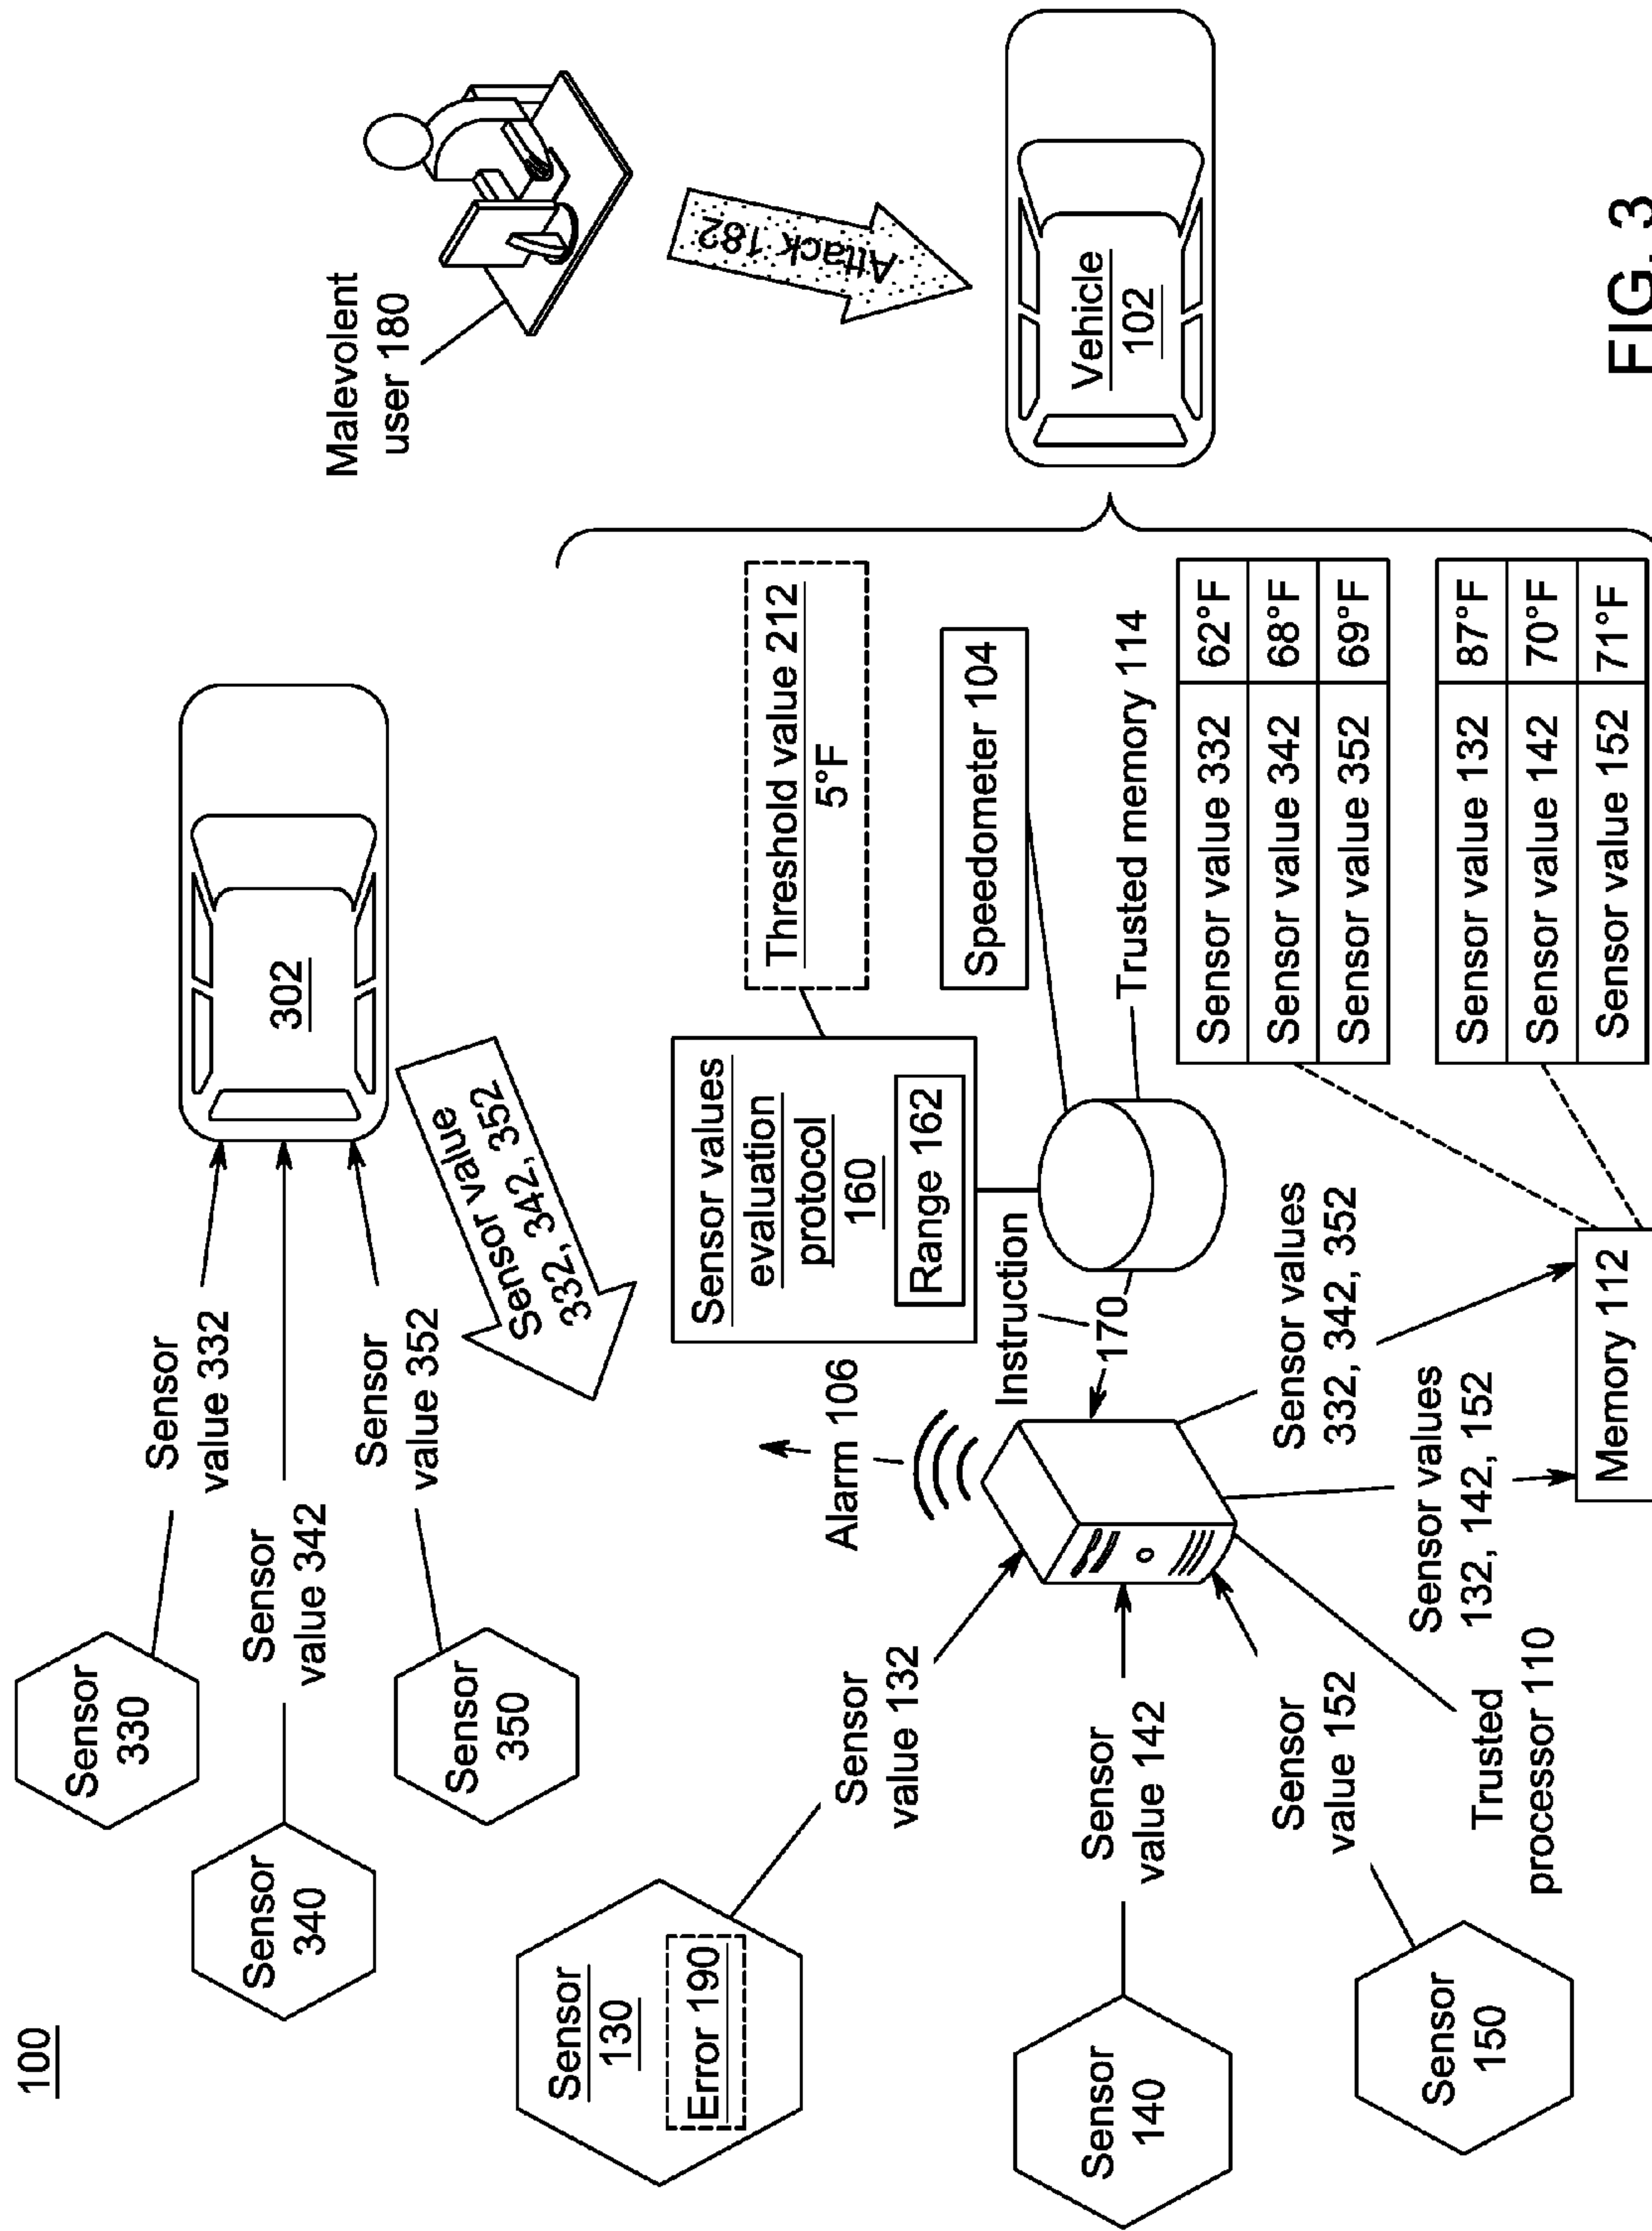 100
Sensor
330
Sensor
value 332
Sensor
340
Sensor
value 342
Sensor
350
Sensor
value 352
302
Sensor value
332, 342, 352
Malevolent
user 180
Attack 182
Vehicle
102
Sensor
130
Error 190
Sensor
value 132
Sensor
140
Sensor
value 142
Sensor
150
Sensor
value 152
Trusted
processor 110
Alarm 106
Instruction
170
Sensor values
evaluation
protocol
160
Range 162
Threshold value 212
5°F
Speedometer 104
Trusted memory 114
Sensor values
332, 342, 352
Sensor values
132, 142, 152
Memory 112
Sensor value 332 62°F
Sensor value 342 68°F
Sensor value 352 69°F
Sensor value 132 87°F
Sensor value 142 70°F
Sensor value 152 71°F
FIG. 3